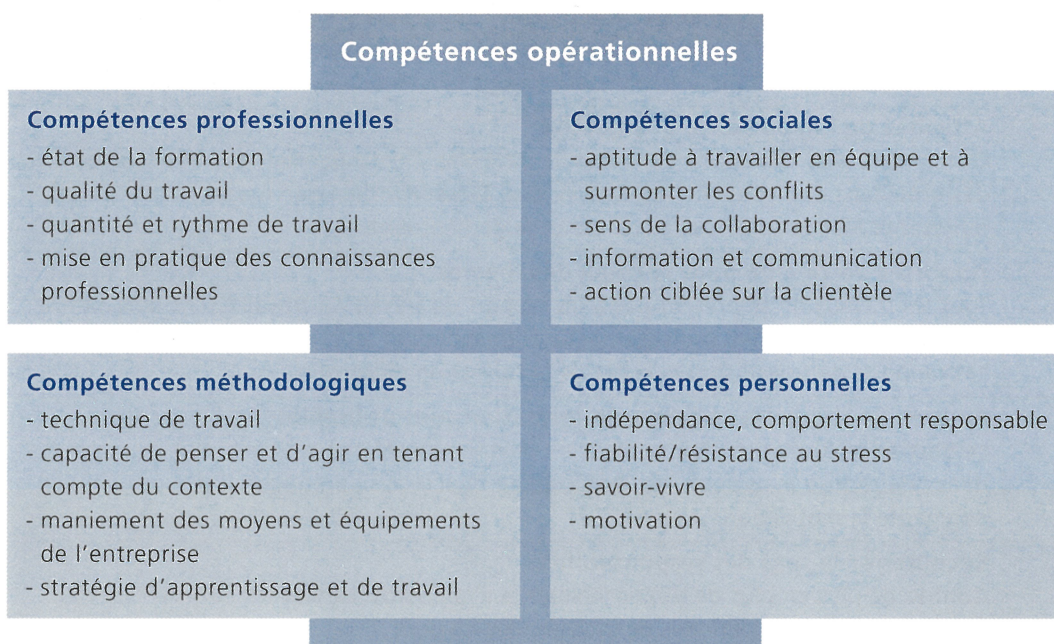 Compétences opérationnelles
Compétences professionnelles
- état de la formation
- qualité du travail
- quantité et rythme de travail
- mise en pratique des connaissances
professionnelles
Compétences sociales
- aptitude à travailler en équipe et à
surmonter les conflits
- sens de la collaboration
- information et communication
- action ciblée sur la clientèle
Compétences méthodologiques
- technique de travail
- capacité de penser et d'agir en tenant
compte du contexte
- maniement des moyens et équipements
de l'entreprise
- stratégie d'apprentissage et de travail
Compétences personnelles
- indépendance, comportement responsable
- fiabilité/résistance au stress
- savoir-vivre
- motivation